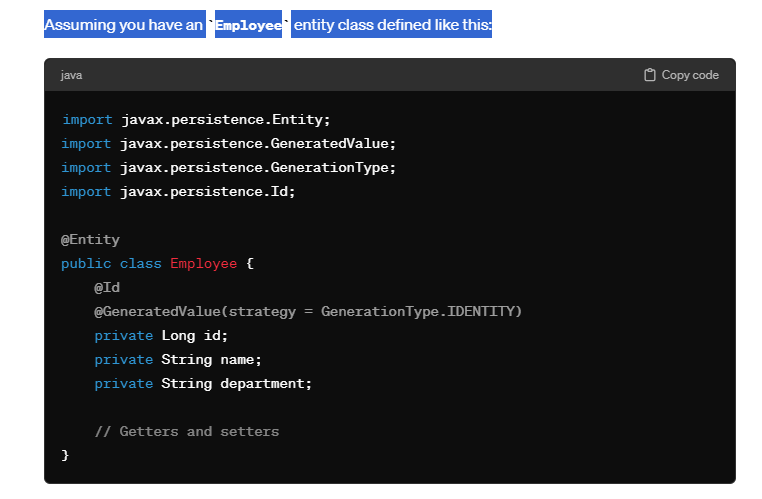 Assuming you have an `Employee` entity class defined like this:
java
Copy code
import javax.persistence.Entity;
import javax.persistence.GeneratedValue;
import javax.persistence.GenerationType;
import javax.persistence.Id;
@Entity
public class Employee {
@Id
@GeneratedValue(strategy = GenerationType.IDENTITY)
private Long id;
private String name;
private String department;
// Getters and setters
}